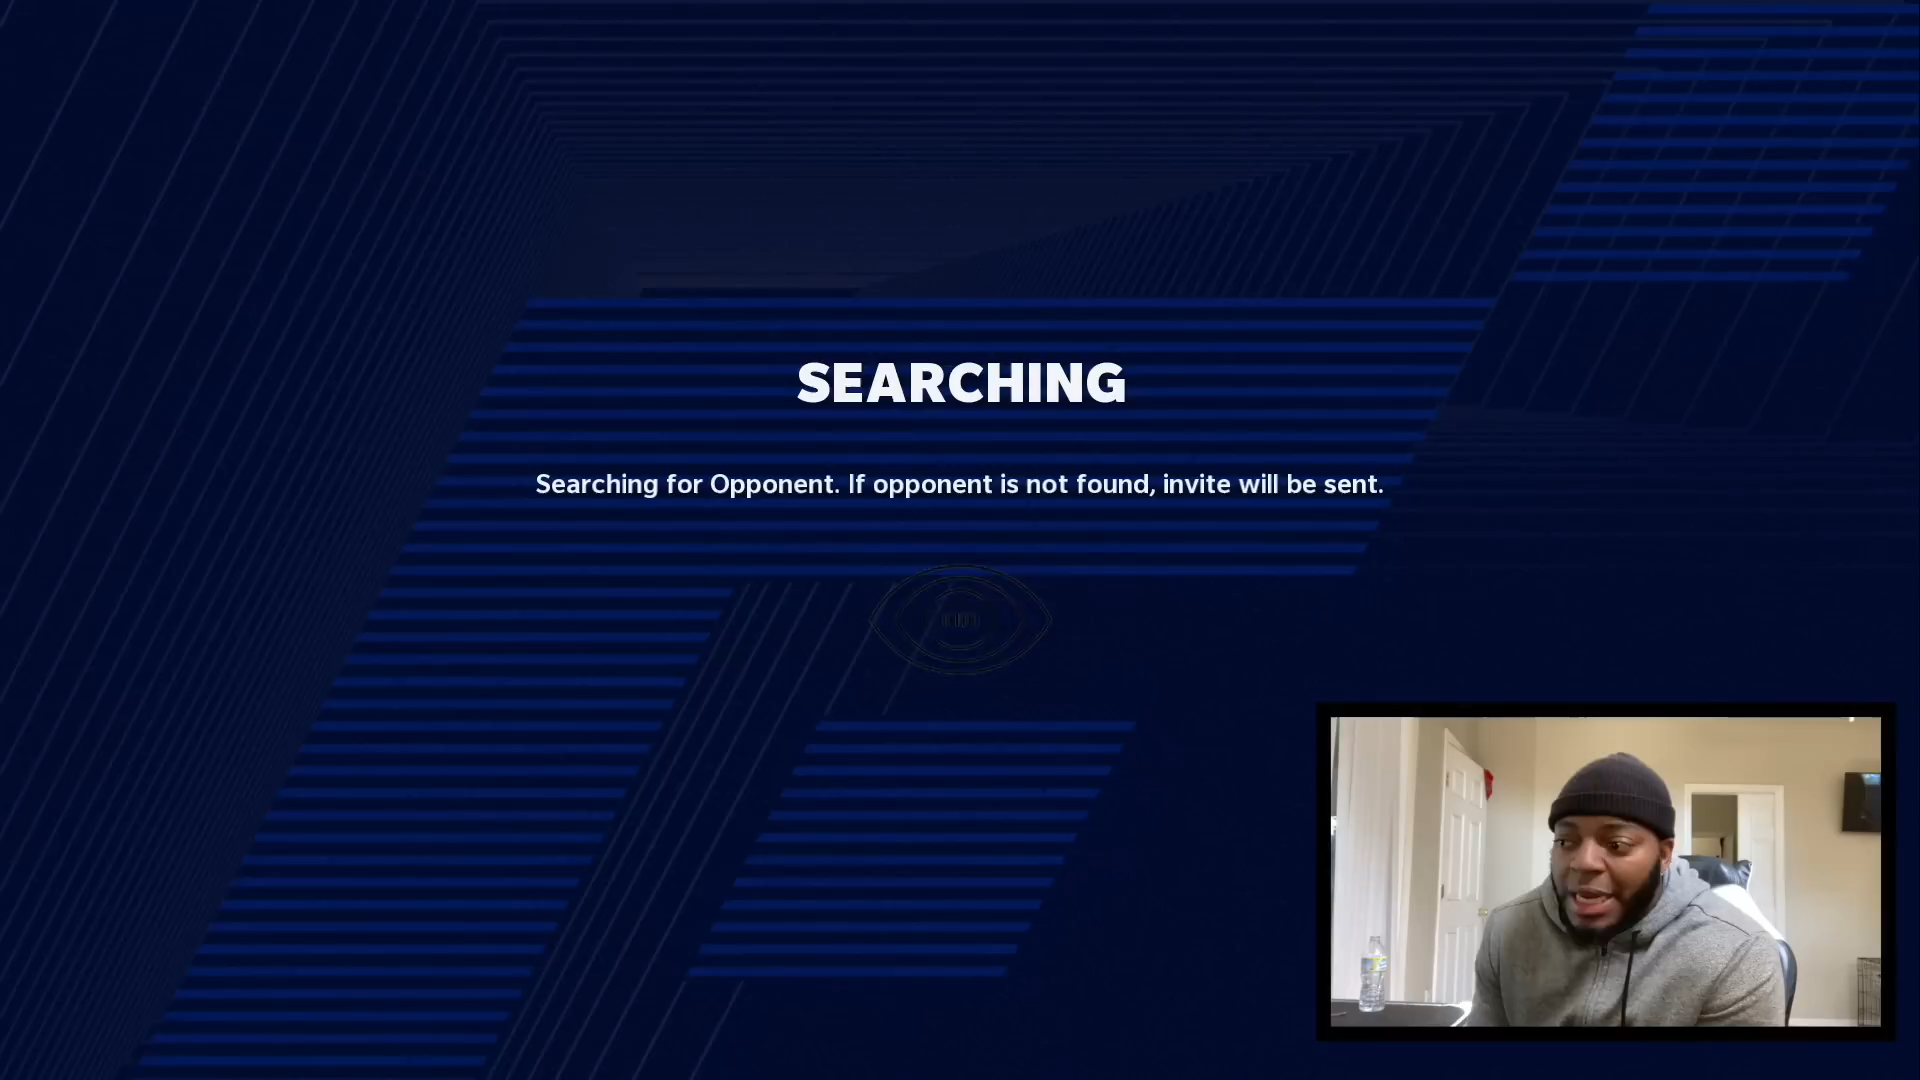 SEARCHING
Searching for Opponent. If opponent is not found, invite will be sent.